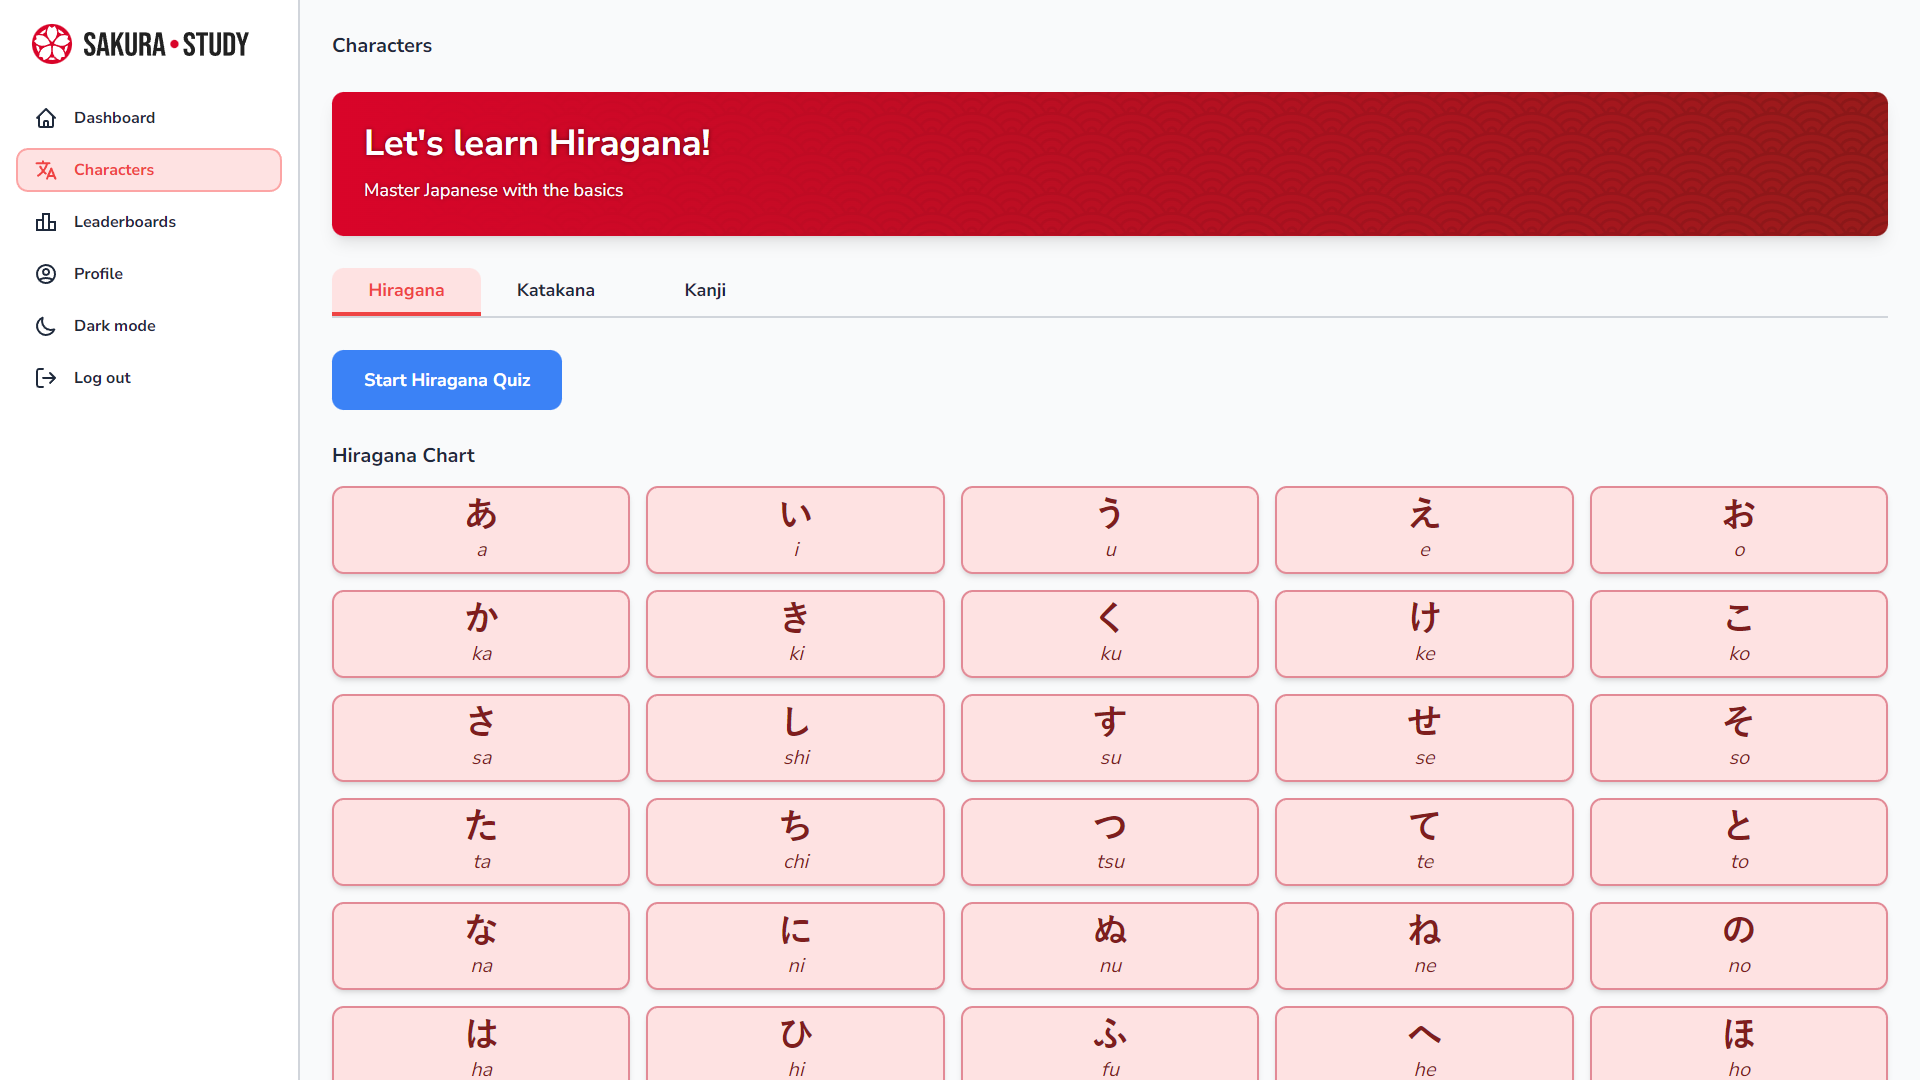 SAKURA•STUDY
Dashboard
Characters
Leaderboards
Profile
Dark mode
Log out
Characters
Let's learn Hiragana!
Master Japanese with the basics
Hiragana Katakana Kanji
Start Hiragana Quiz
Hiragana Chart
あ い う え お
a i u e o
か き く け こ
ka ki ku ke ko
さ し す せ そ
sa shi su se so
た ち つ て と
ta chi tsu te to
な に ぬ ね の
na ni nu ne no
は ひ ふ へ ほ
ha hi fu he ho